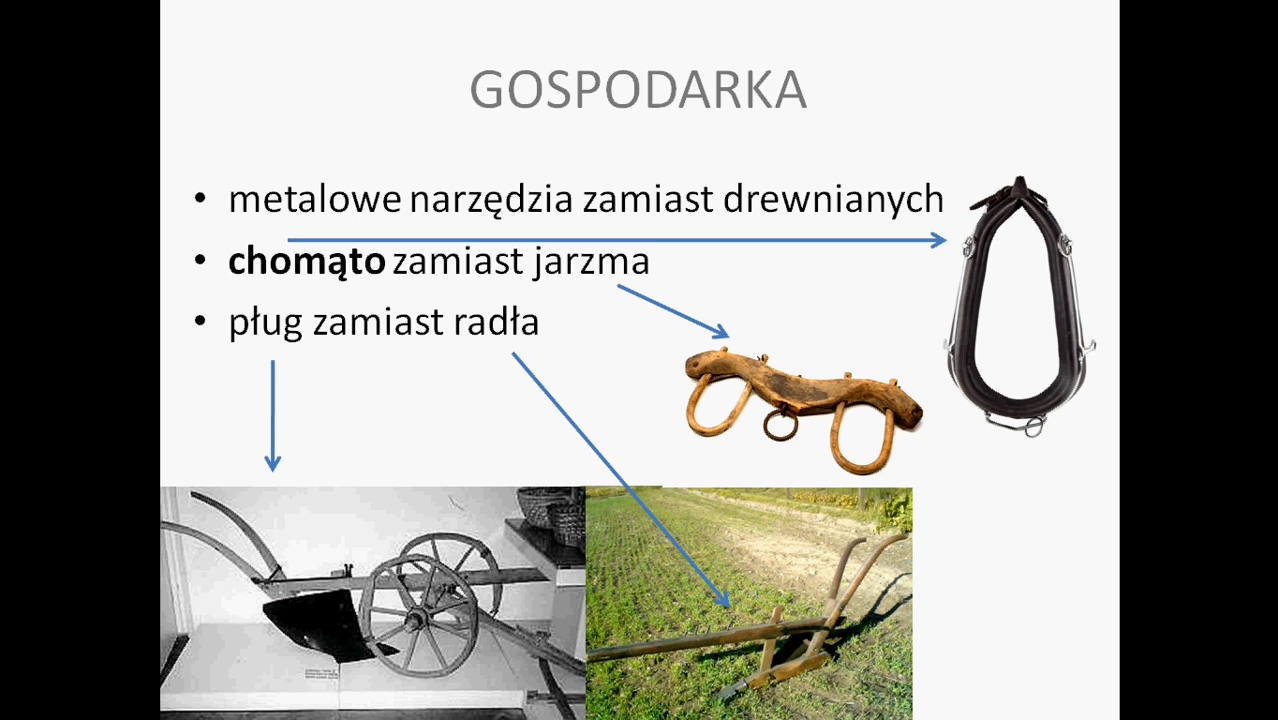 GOSPODARKA
• metalowe narzędzia zamiast drewnianych
• chomąto zamiast jarzma
• pług zamiast radła